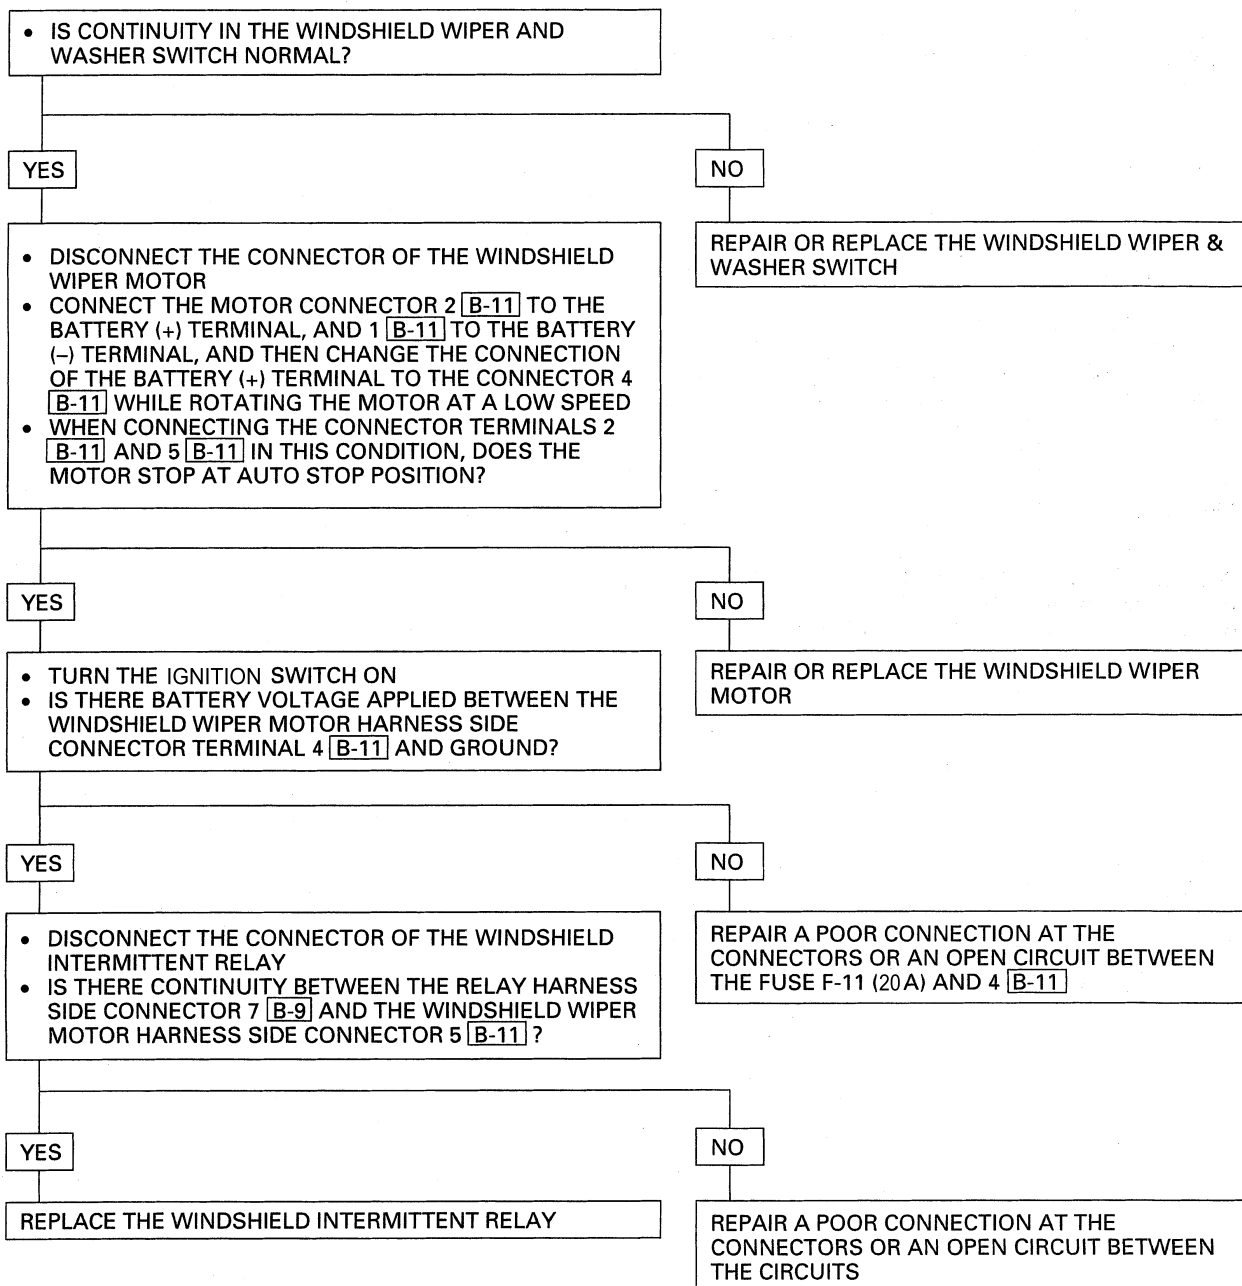 • IS CONTINUITY IN THE WINDSHIELD WIPER AND
WASHER SWITCH NORMAL?
YES
NO
• DISCONNECT THE CONNECTOR OF THE WINDSHIELD
WIPER MOTOR
• CONNECT THE MOTOR CONNECTOR 2 B-11 TO THE
BATTERY (+) TERMINAL, AND 1 B-11 TO THE BATTERY
(–) TERMINAL, AND THEN CHANGE THE CONNECTION
OF THE BATTERY (+) TERMINAL TO THE CONNECTOR 4
B-11 WHILE ROTATING THE MOTOR AT A LOW SPEED
• WHEN CONNECTING THE CONNECTOR TERMINALS 2
B-11 AND 5 B-11 IN THIS CONDITION, DOES THE
MOTOR STOP AT AUTO STOP POSITION?
REPAIR OR REPLACE THE WINDSHIELD WIPER &
WASHER SWITCH
YES
NO
• TURN THE IGNITION SWITCH ON
• IS THERE BATTERY VOLTAGE APPLIED BETWEEN THE
WINDSHIELD WIPER MOTOR HARNESS SIDE
CONNECTOR TERMINAL 4 B-11 AND GROUND?
REPAIR OR REPLACE THE WINDSHIELD WIPER
MOTOR
YES
NO
• DISCONNECT THE CONNECTOR OF THE WINDSHIELD
INTERMITTENT RELAY
• IS THERE CONTINUITY BETWEEN THE RELAY HARNESS
SIDE CONNECTOR 7 B-9 AND THE WINDSHIELD WIPER
MOTOR HARNESS SIDE CONNECTOR 5 B-11 ?
REPAIR A POOR CONNECTION AT THE
CONNECTORS OR AN OPEN CIRCUIT BETWEEN
THE FUSE F-11 (20A) AND 4 B-11
YES
NO
REPLACE THE WINDSHIELD INTERMITTENT RELAY
REPAIR A POOR CONNECTION AT THE
CONNECTORS OR AN OPEN CIRCUIT BETWEEN
THE CIRCUITS